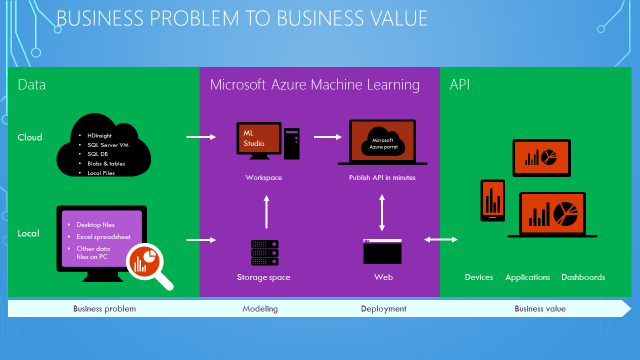 BUSINESS PROBLEM TO BUSINESS VALUE
Data
Microsoft Azure Machine Learning
API
Cloud
• HDInsight
• SQL Server VM
• SQL DB
• Blobs & tables
• Local Files
ML
Studio
Microsoft
Azure portal
Workspace
Publish API in minutes
Local
• Desktop files
• Excel spreadsheet
• Other data
files on PC
Storage space
Web
Devices
Applications
Dashboards
Business problem
Modeling
Deployment
Business value